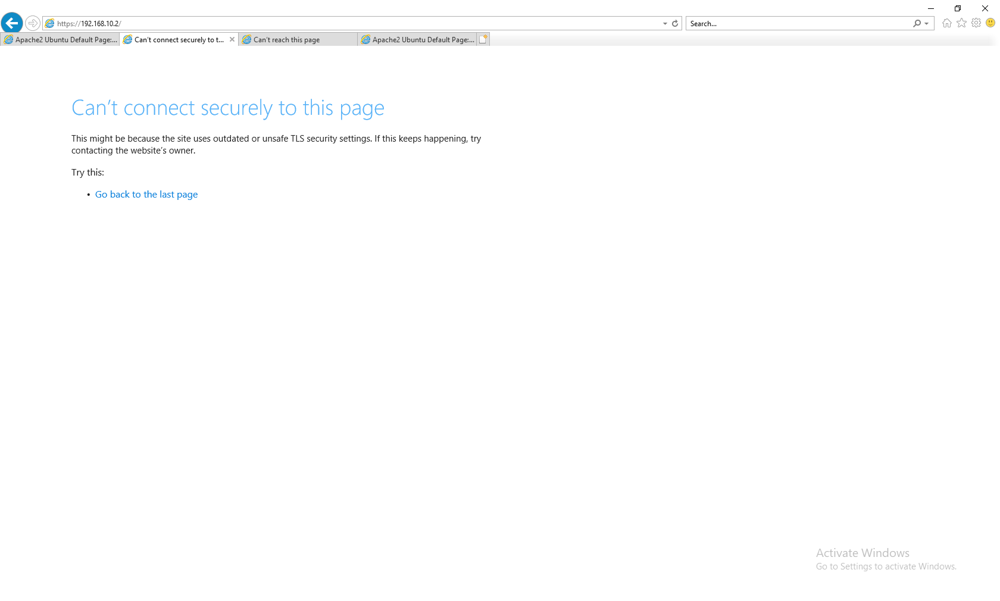 https://192.168.10.2/
Search...
Apache2 Ubuntu Default Page:...
Can't connect securely to t...
Can't reach this page
Apache2 Ubuntu Default Page:...
Can't connect securely to this page
This might be because the site uses outdated or unsafe TLS security settings. If this keeps happening, try
contacting the website's owner.
Try this:
• Go back to the last page
Activate Windows
Go to Settings to activate Windows.